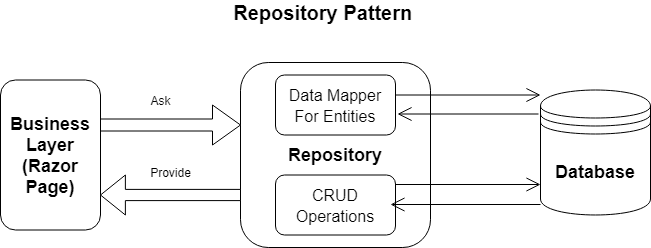 Repository Pattern
Business
Layer
(Razor
Page)
Ask
Provide
Data Mapper
For Entities
Repository
CRUD
Operations
Database